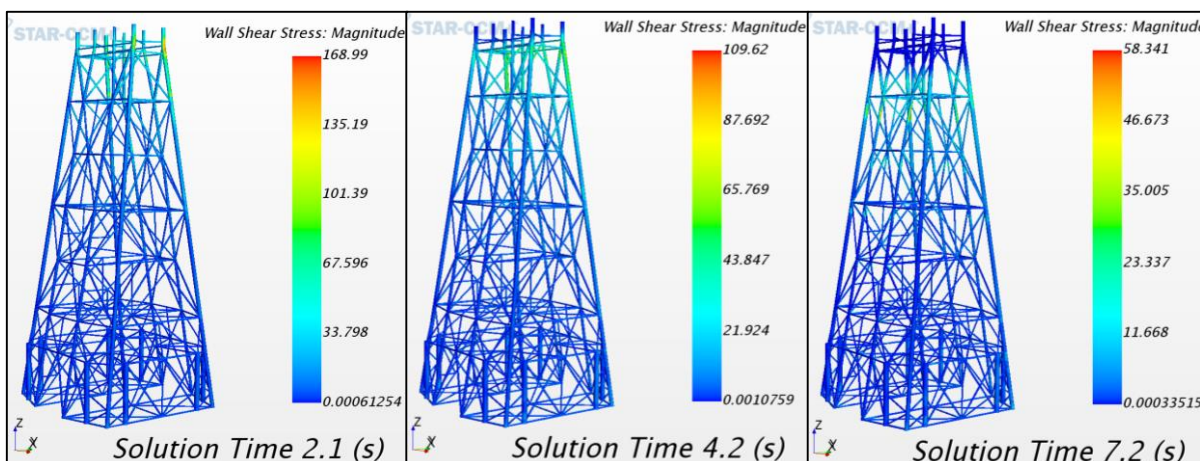 STAR-CCM+
Wall Shear Stress: Magnitude
168.99
135.19
101.39
67.596
33.798
0.00061254
Z
X
Solution Time 2.1 (s)
STAR-CCM+
Wall Shear Stress: Magnitude
109.62
87.692
65.769
43.847
21.924
0.0010759
Z
X
Solution Time 4.2 (s)
STAR-CCM+
Wall Shear Stress: Magnitude
58.341
46.673
35.005
23.337
11.668
0.00033515
Z
X
Solution Time 7.2 (s)